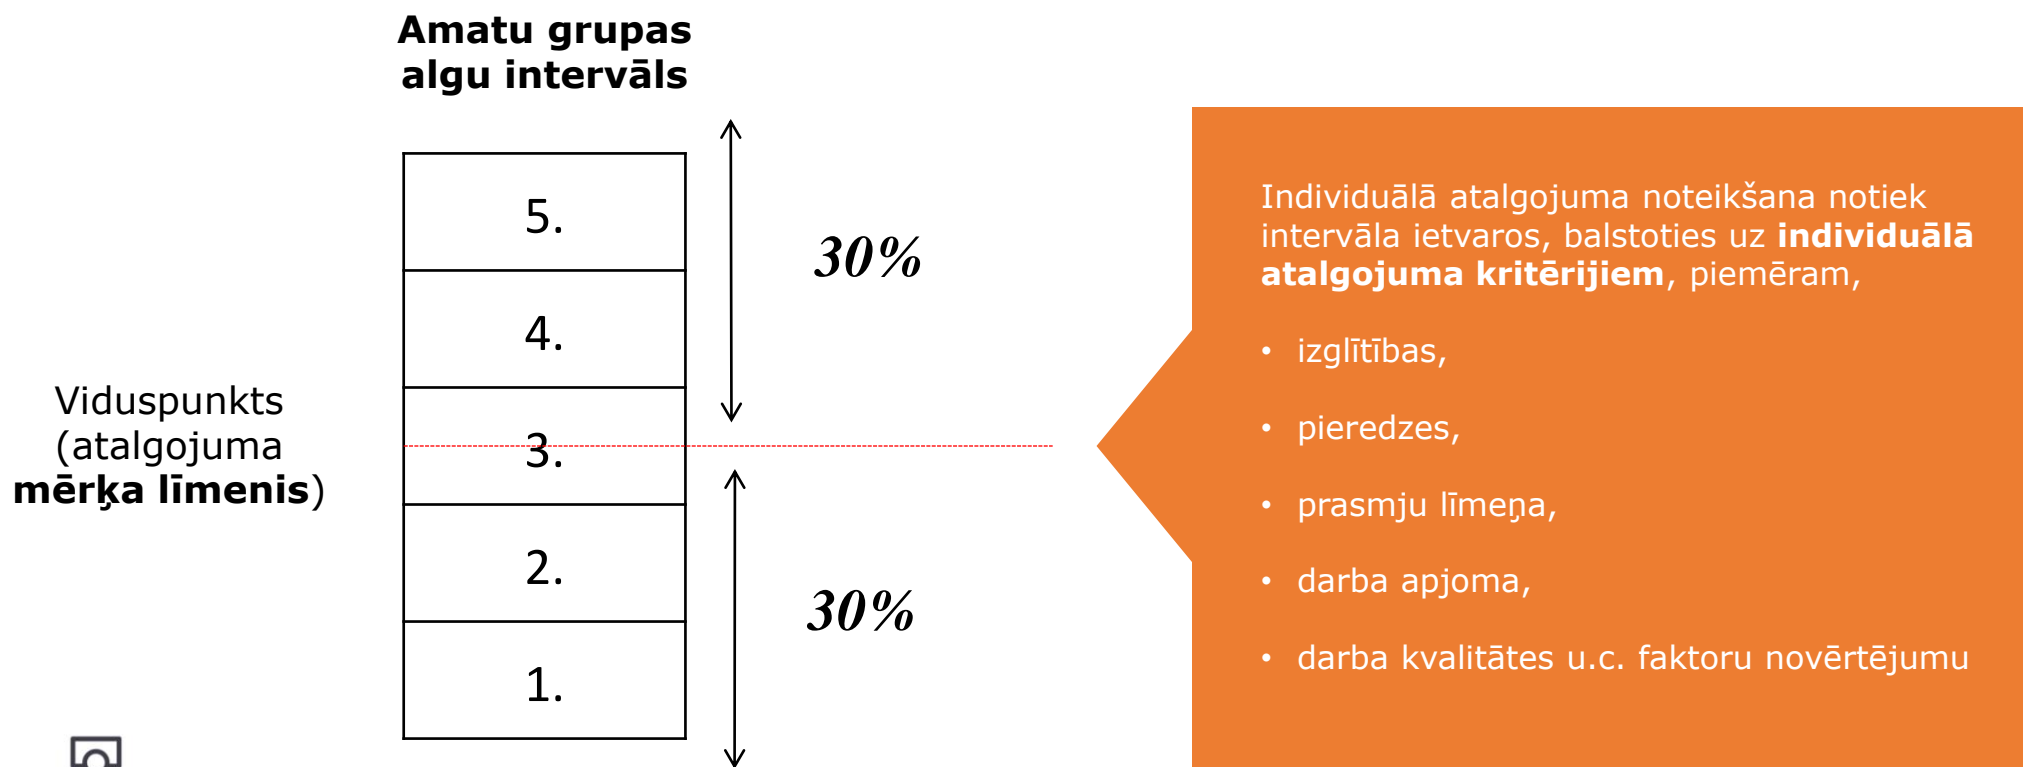 Amatu grupas
algu intervāls
5.
4.
3.
2.
1.
30%
30%
Viduspunkts
(atalgojuma
mērķa līmenis)
Individuālā atalgojuma noteikšana notiek
intervāla ietvaros, balstoties uz individuālā
atalgojuma kritērijiem, piemēram,
• izglītības,
• pieredzes,
• prasmju līmeņa,
• darba apjoma,
• darba kvalitātes u.c. faktoru novērtējumu